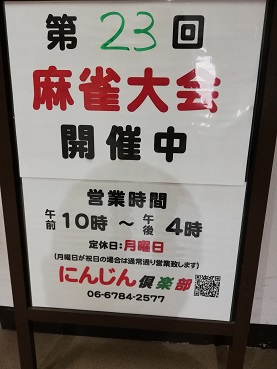 第23回
麻雀大会
開催中
営業時間
午前10時～午後4時
定休日:月曜日
(月曜日が祝日の場合は通常通り営業致します)
にんじん倶楽部
06-6784-2577